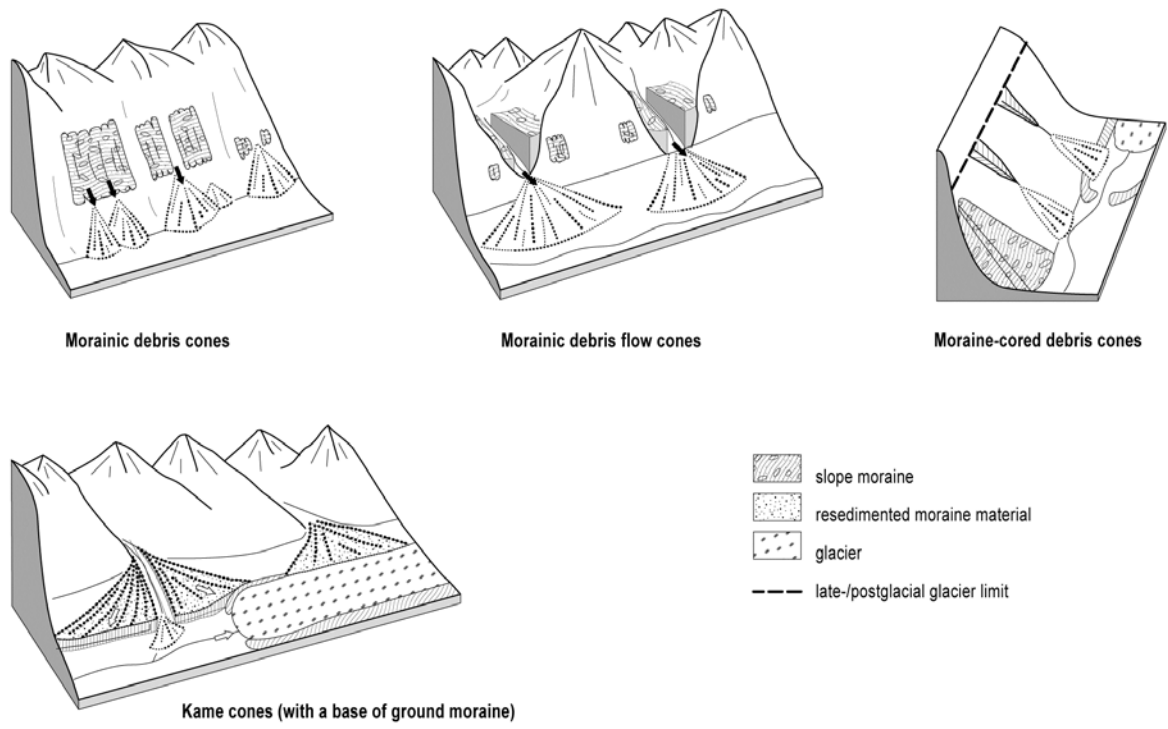 Morainic debris cones
Morainic debris flow cones
Moraine-cored debris cones
slope moraine
resedimented moraine material
glacier
late-/postglacial glacier limit
Kame cones (with a base of ground moraine)